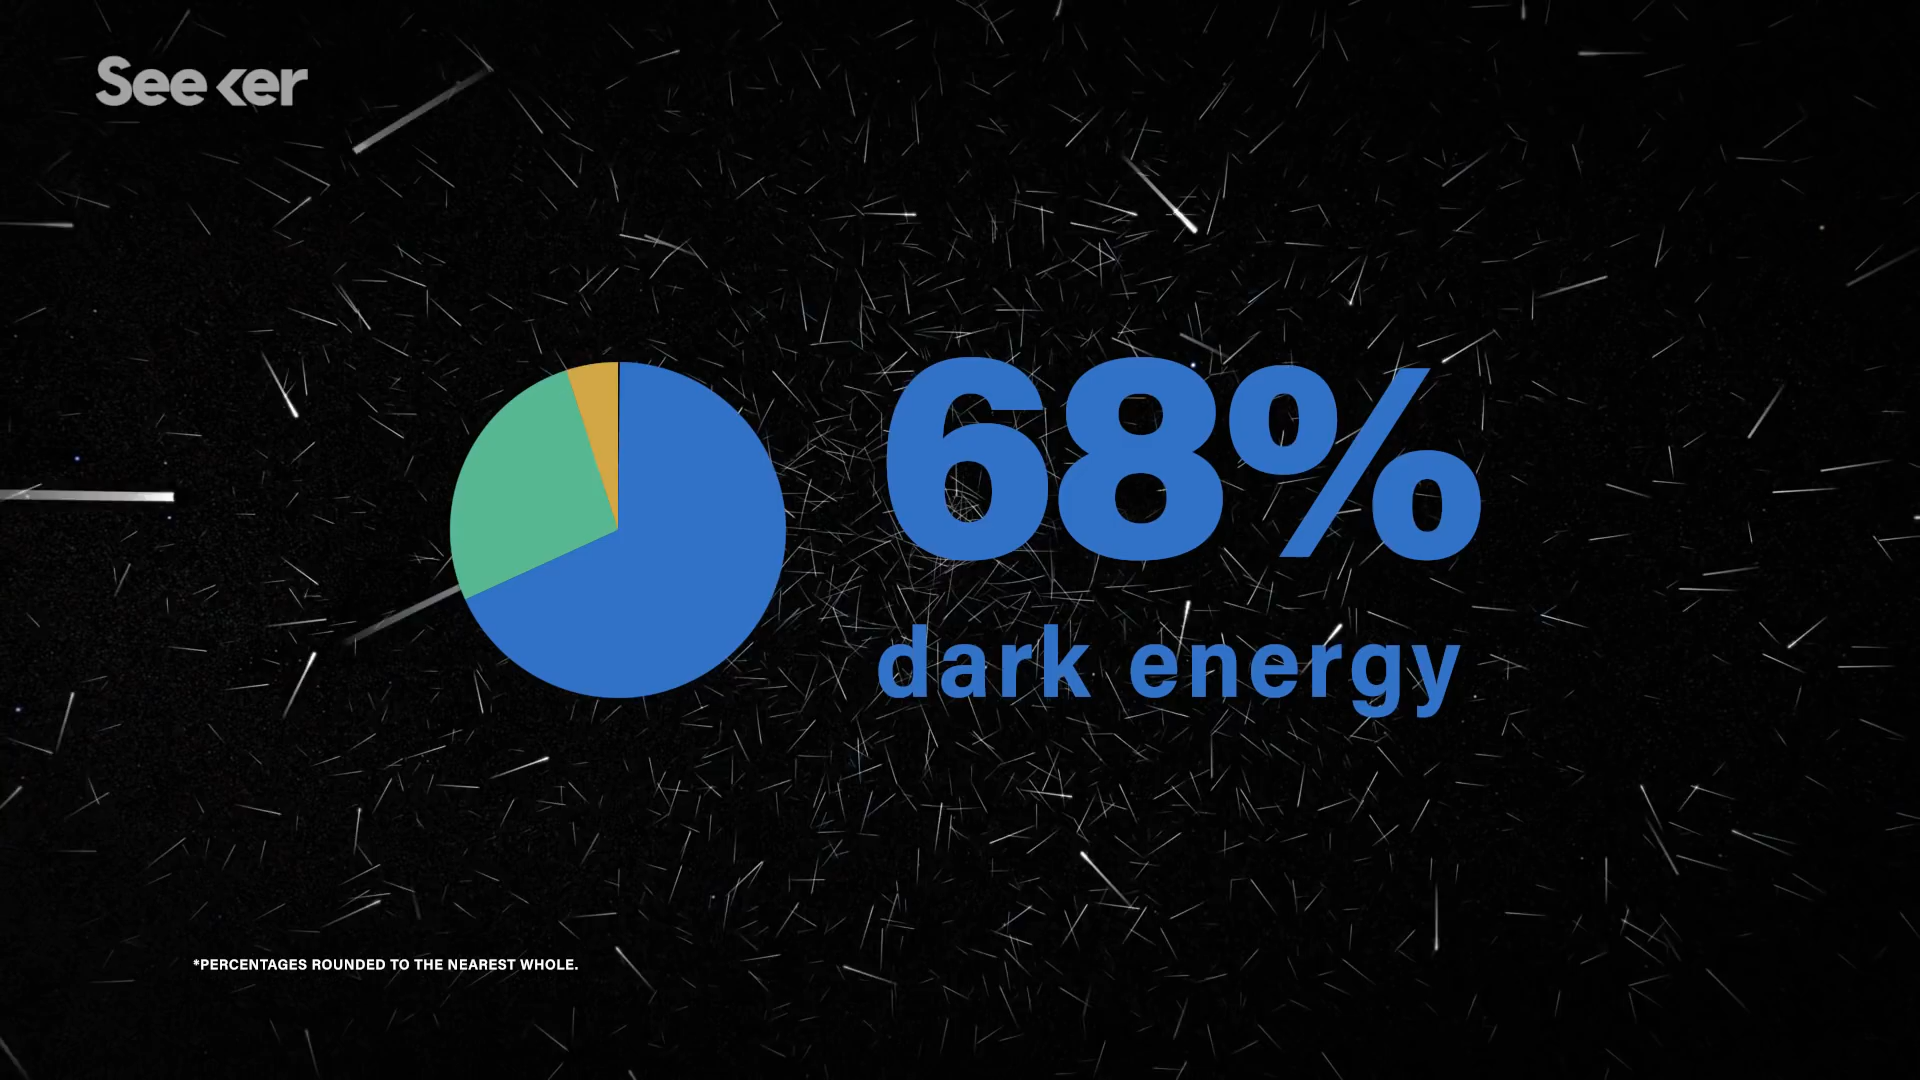 Seeker
68%
dark energy
*PERCENTAGES ROUNDED TO THE NEAREST WHOLE.